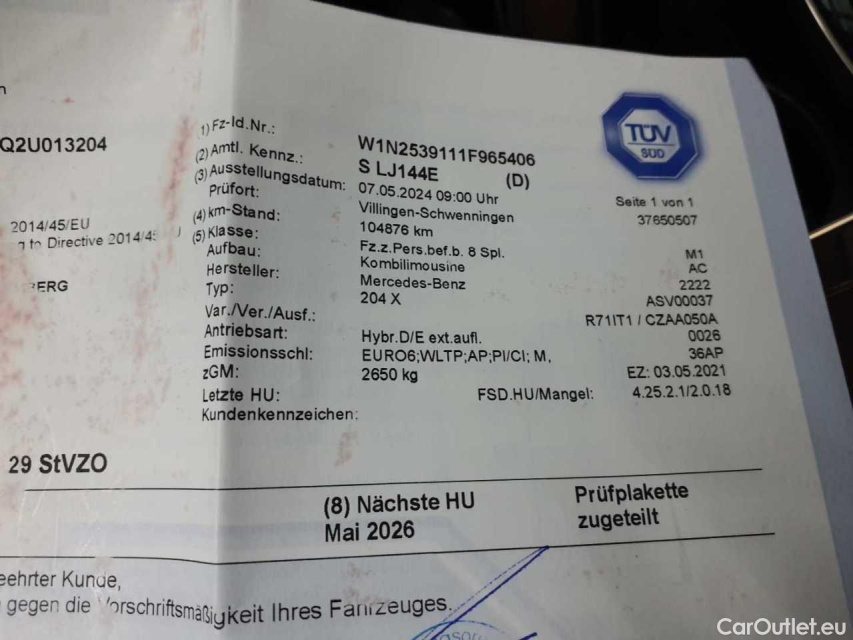 n
Q2U013204
2014/45/EU
to Directive 2014/4
ERG
1) Fz-Id.Nr.: W1N2539111F965406
(2) Amtl. Kennz.: S LJ144E (D)
(3) Ausstellungsdatum: 07.05.2024 09:00 Uhr
Prüfort: Villingen-Schwenningen
(4) km-Stand: 104876 km
(5) Klasse: Fz.z.Pers.bef.b. 8 Spl. M1
Aufbau: Kombilimousine AC
Hersteller: Mercedes-Benz 2222
Typ: 204 X ASV00037
Var./Ver./Ausf.: R71IT1 / CZAA050A
Antriebsart: Hybr.D/E ext.aufl. 0026
Emissionsschl: EURO6;WLTP;AP;PI/CI; M, 36AP
zGM: 2650 kg EZ: 03.05.2021
Letzte HU: FSD.HU/Mangel: 4.25.2.1/2.0.18
Kundenkennzeichen:
TÜV
SÜD
Seite 1 von 1
37650507
29 StVZO
(8) Nächste HU
Mai 2026
Prüfplakette
zugeteilt
eehrter Kunde,
gegen die Vorschriftsmäßigkeit Ihres Fahrzeuges.
CarOutlet.eu